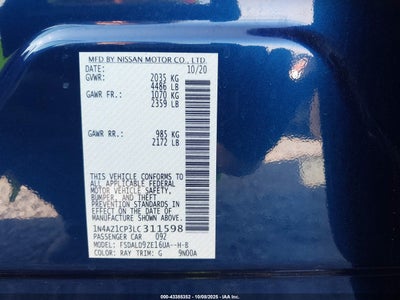 MFD BY NISSAN MOTOR CO., LTD.
DATE: 10/20
GVWR: 2035 KG
4486 LB
GAWR FR.: 1070 KG
2359 LB
GAWR RR.: 985 KG
2172 LB
THIS VEHICLE CONFORMS TO ALL
APPLICABLE FEDERAL MOTOR
VEHICLE SAFETY, BUMPER, AND
THEFT PREVENTION STANDARDS
IN EFFECT ON THE DATE OF
MANUFACTURE SHOWN ABOVE.
1N4AZ1CP3LC311598
PASSENGER CAR 092
MODEL: FSDALD92E16UA--H-B
COLOR: RAY TRIM: G 9N00A
000-43355352 (10/08/2025 - IAA